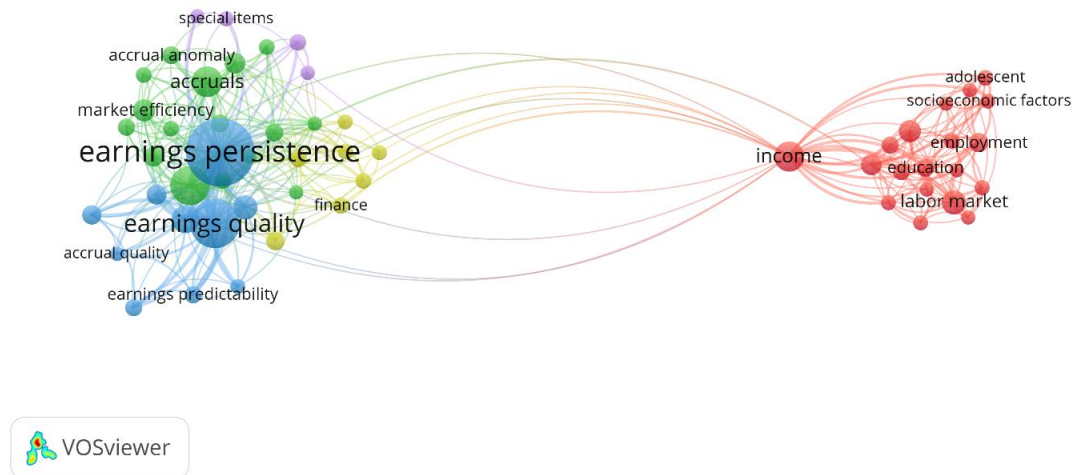 special items
accrual anomaly
accruals
market efficiency
earnings persistence
finance
earnings quality
accrual quality
earnings predictability
adolescent
socioeconomic factors
employment
income
education
labor market
VOSviewer